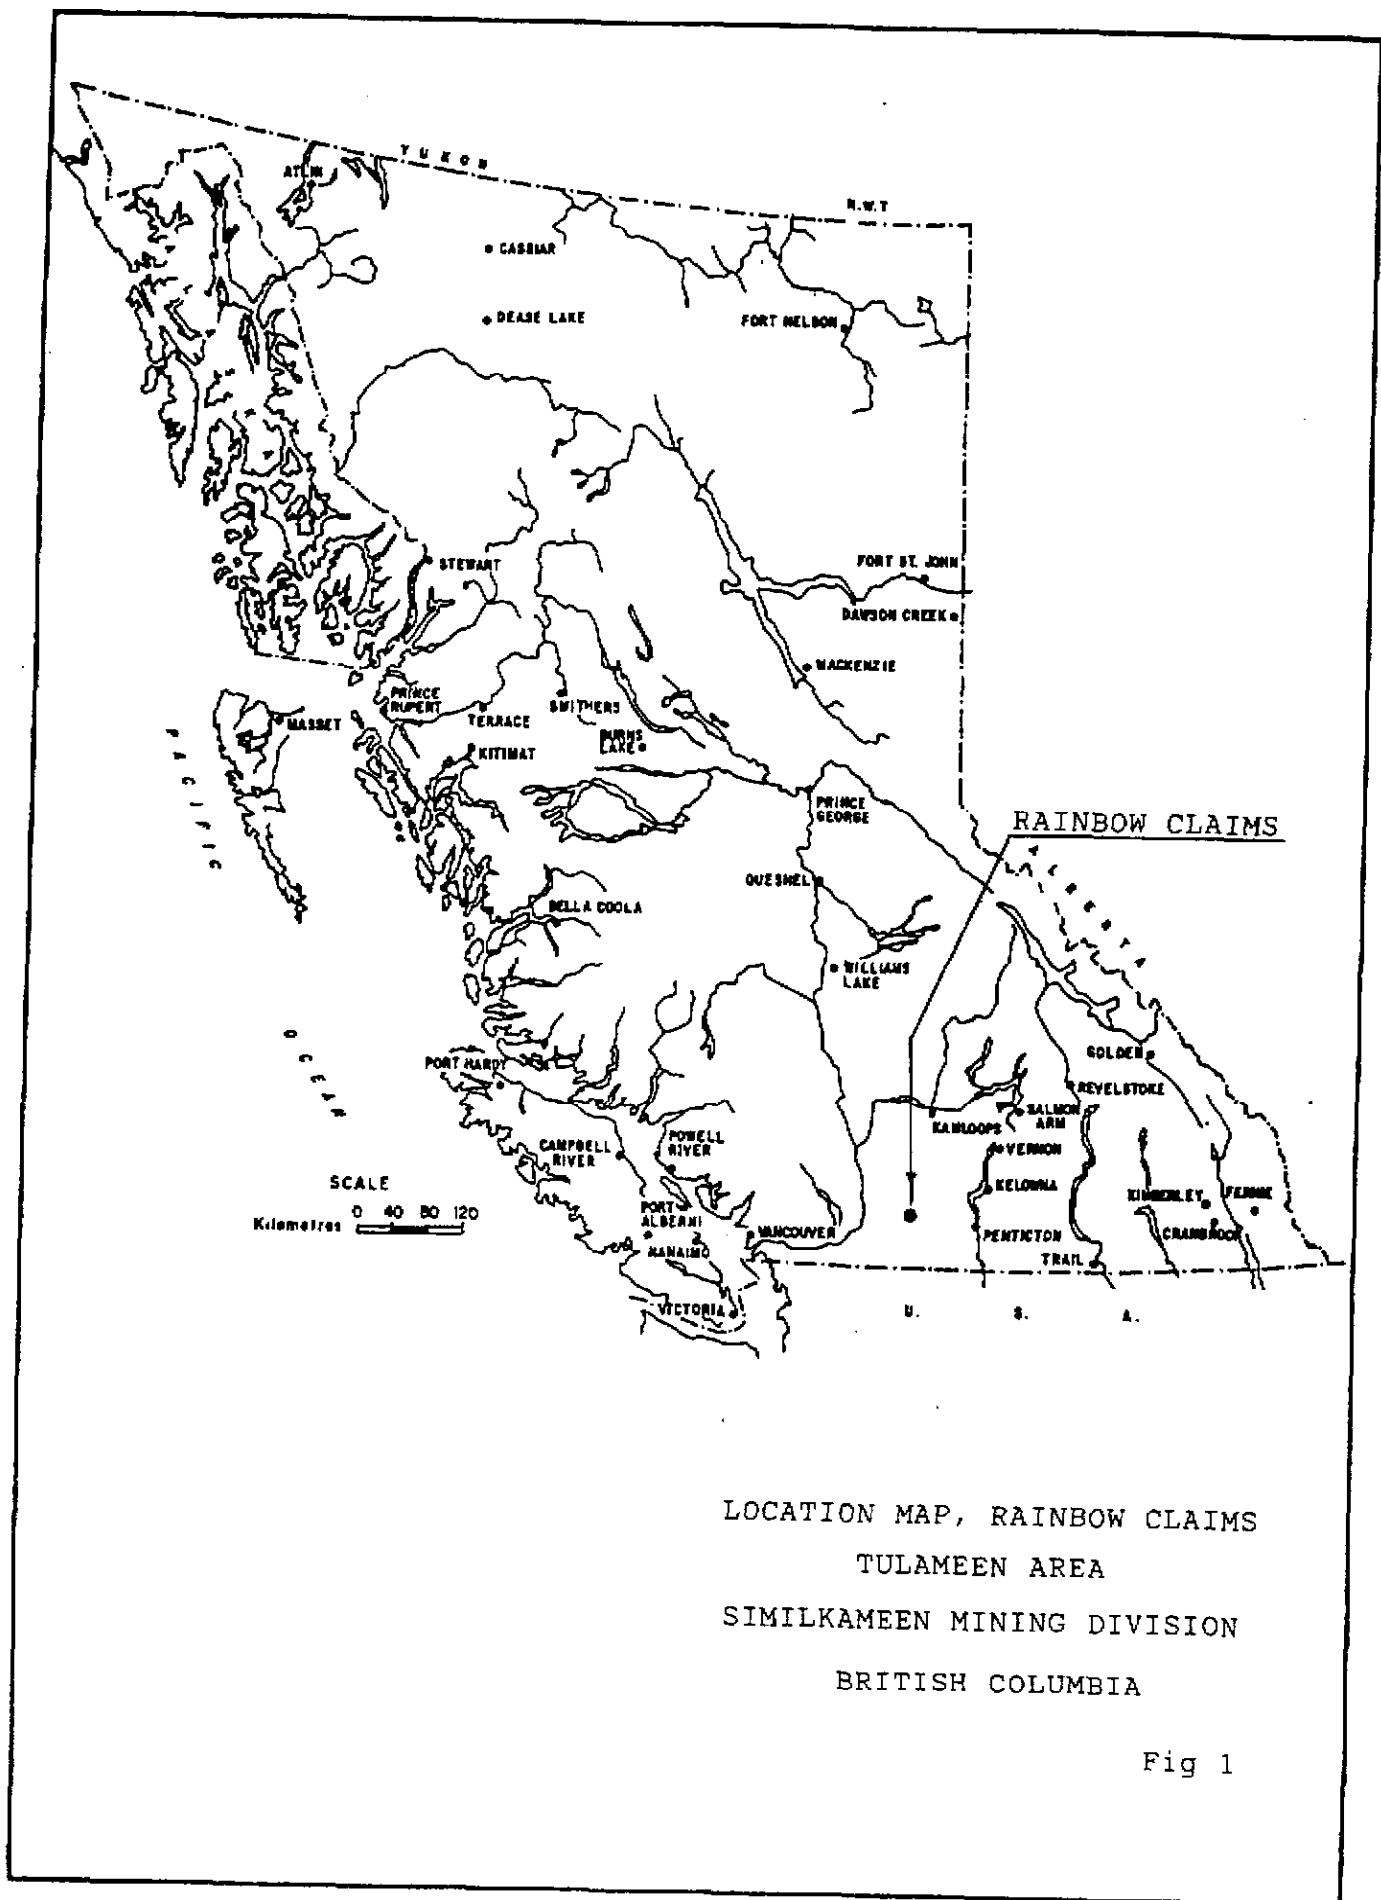 YUKON
ATLIN
N.W.T
CASSIAR
DEASE LAKE
FORT NELSON
STEWART
FORT ST. JOHN
DAWSON CREEK
MACKENZIE
PRINCE
RUPERT
MASSET
TERRACE
SMITHERS
BURNS
LAKE
KITIMAT
PRINCE
GEORGE
RAINBOW CLAIMS
PACIFIC
ALBERTA
QUESNEL
BELLA COOLA
WILLIAMS
LAKE
OCEAN
PORT HARDY
GOLDEN
REVELSTOKE
KAMLOOPS
SALMON
ARM
CAMPBELL
RIVER
POWELL
RIVER
VERNON
SCALE
Kilometres 0 40 80 120
KELOWNA
KIMBERLEY
FERNIE
PORT
ALBERNI
NANAIMO
VANCOUVER
PENTICTON
CRANBROOK
TRAIL
VICTORIA
U. S. A.
LOCATION MAP, RAINBOW CLAIMS
TULAMEEN AREA
SIMILKAMEEN MINING DIVISION
BRITISH COLUMBIA
Fig 1